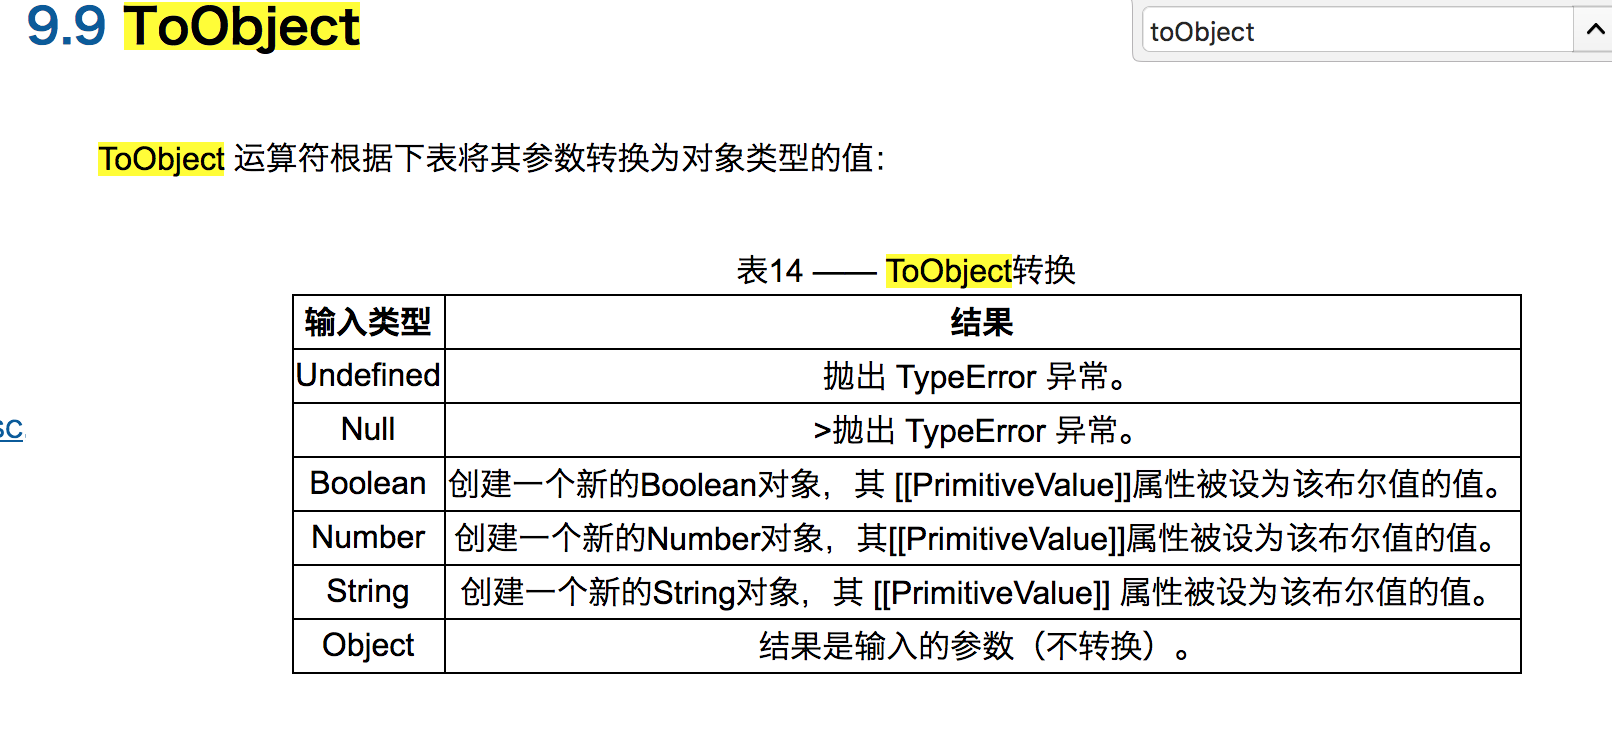 9.9 ToObject
toObject
ToObject 运算符根据下表将其参数转换为对象类型的值：
表14 —— ToObject转换
输入类型 结果
Undefined 抛出 TypeError 异常。
Null >抛出 TypeError 异常。
sc
Boolean 创建一个新的Boolean对象，其 [[PrimitiveValue]]属性被设为该布尔值的值。
Number 创建一个新的Number对象，其[[PrimitiveValue]]属性被设为该布尔值的值。
String 创建一个新的String对象，其 [[PrimitiveValue]] 属性被设为该布尔值的值。
Object 结果是输入的参数（不转换）。